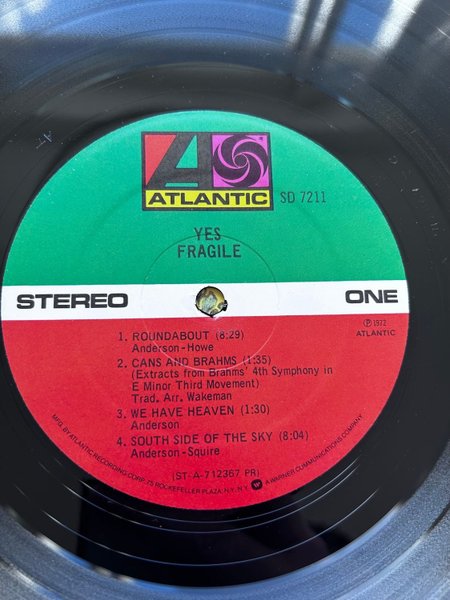 ATLANTIC
SD 7211
YES
FRAGILE
STEREO
ONE
℗ 1972
ATLANTIC
1. ROUNDABOUT (8:29)
Anderson-Howe
2. CANS AND BRAHMS (1:35)
(Extracts from Brahms' 4th Symphony in
E Minor Third Movement)
Trad. Arr. Wakeman
3. WE HAVE HEAVEN (1:30)
Anderson
4. SOUTH SIDE OF THE SKY (8:04)
Anderson-Squire
(ST-A-712367 PR)
MFG. BY ATLANTIC RECORDING CORP., 75 ROCKEFELLER PLAZA, N.Y., N.Y. A WARNER COMMUNICATIONS COMPANY